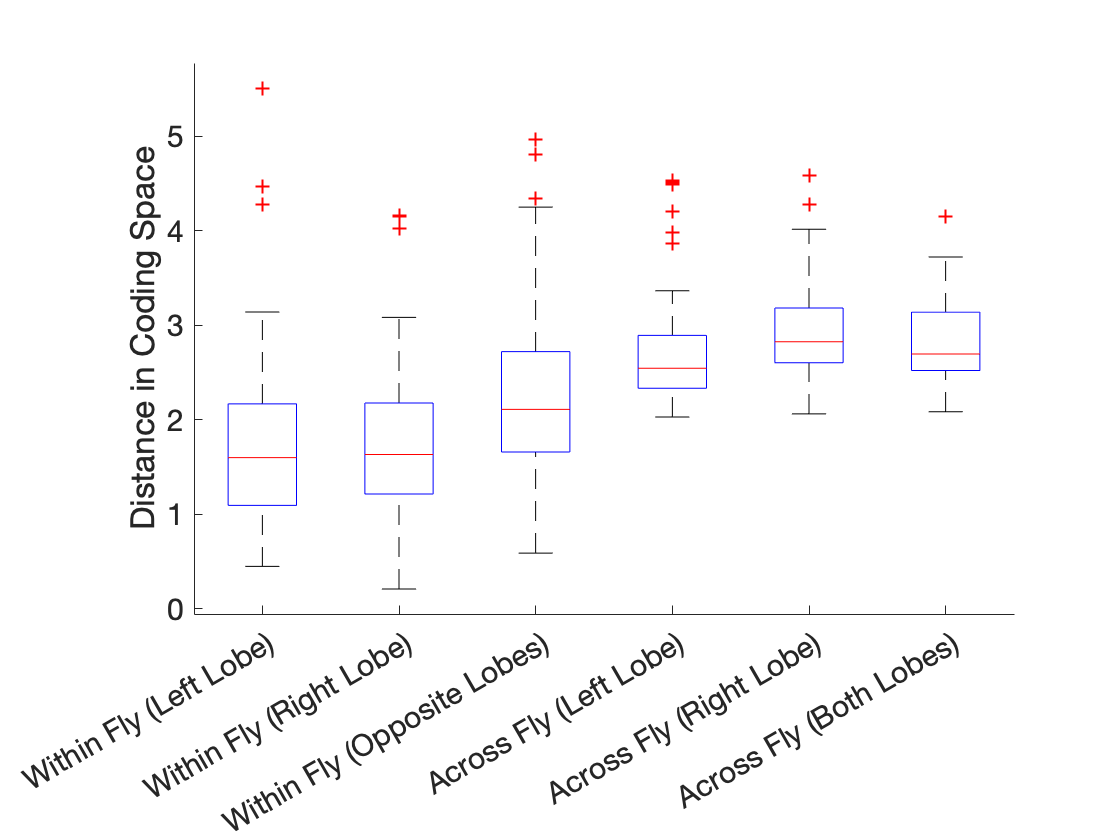 Distance in Coding Space
5
4
3
2
1
0
Within Fly (Left Lobe)
Within Fly (Right Lobe)
Within Fly (Opposite Lobes)
Across Fly (Left Lobe)
Across Fly (Right Lobe)
Across Fly (Both Lobes)